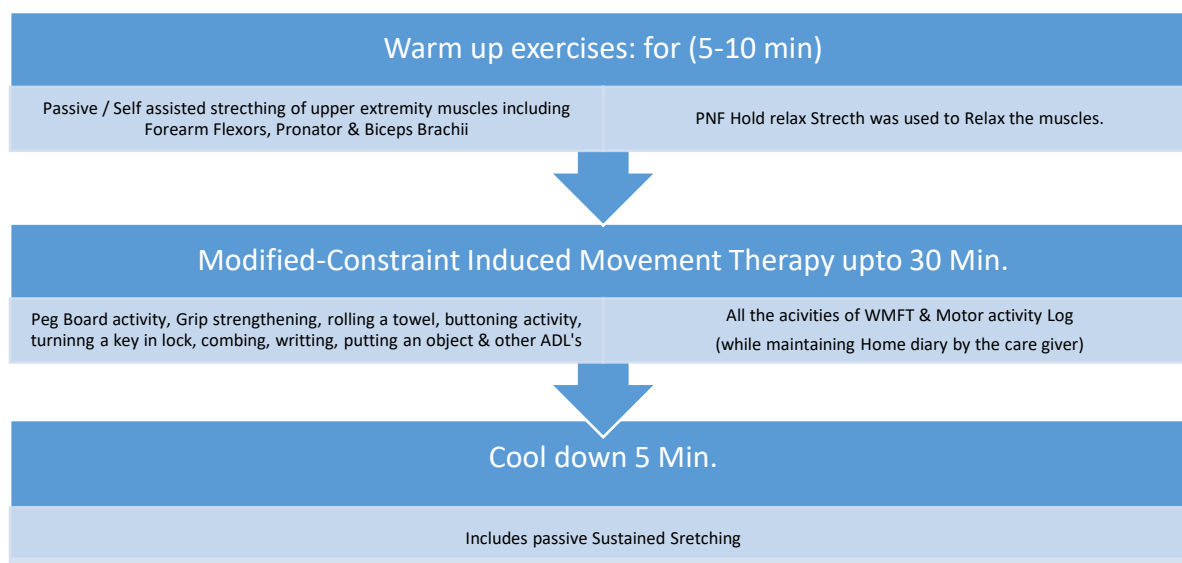 Warm up exercises: for (5-10 min)
Passive / Self assisted strecthing of upper extremity muscles including
Forearm Flexors, Pronator & Biceps Brachii
PNF Hold relax Strecth was used to Relax the muscles.
Modified-Constraint Induced Movement Therapy upto 30 Min.
Peg Board activity, Grip strengthening, rolling a towel, buttoning activity,
turninng a key in lock, combing, writting, putting an object & other ADL's
All the acivities of WMFT & Motor activity Log
(while maintaining Home diary by the care giver)
Cool down 5 Min.
Includes passive Sustained Sretching